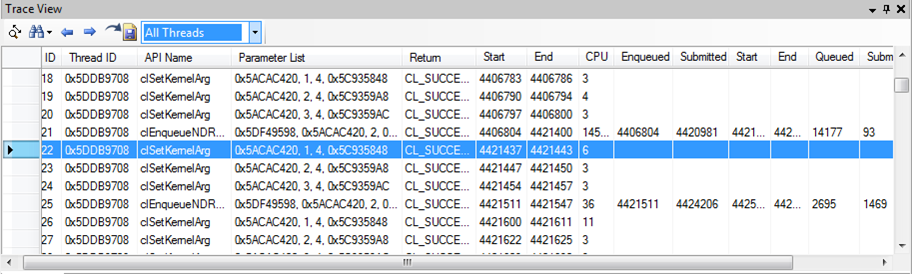 Trace View
All Threads
ID Thread ID API Name Parameter List Return Start End CPU Enqueued Submitted Start End Queued Subm
18 0x5DDB9708 clSetKernelArg 0x5ACAC420, 1, 4, 0x5C935848 CL_SUCCE... 4406783 4406786 3
19 0x5DDB9708 clSetKernelArg 0x5ACAC420, 2, 4, 0x5C9359A8 CL_SUCCE... 4406790 4406794 4
20 0x5DDB9708 clSetKernelArg 0x5ACAC420, 3, 4, 0x5C9359AC CL_SUCCE... 4406797 4406800 3
21 0x5DDB9708 clEnqueueNDR... 0x5DF49598, 0x5ACAC420, 2, 0... CL_SUCCE... 4406804 4421400 145... 4406804 4420981 4421... 442... 14177 93
22 0x5DDB9708 clSetKernelArg 0x5ACAC420, 1, 4, 0x5C935848 CL_SUCCE... 4421437 4421443 6
23 0x5DDB9708 clSetKernelArg 0x5ACAC420, 2, 4, 0x5C9359A8 CL_SUCCE... 4421447 4421450 3
24 0x5DDB9708 clSetKernelArg 0x5ACAC420, 3, 4, 0x5C9359AC CL_SUCCE... 4421454 4421457 3
25 0x5DDB9708 clEnqueueNDR... 0x5DF49598, 0x5ACAC420, 2, 0... CL_SUCCE... 4421511 4421547 36 4421511 4424206 4425... 442... 2695 1469
26 0x5DDB9708 clSetKernelArg 0x5ACAC420, 1, 4, 0x5C935848 CL_SUCCE... 4421600 4421611 11
27 0x5DDB9708 clSetKernelArg 0x5ACAC420, 2, 4, 0x5C9359A8 CL_SUCCE... 4421622 4421625 3